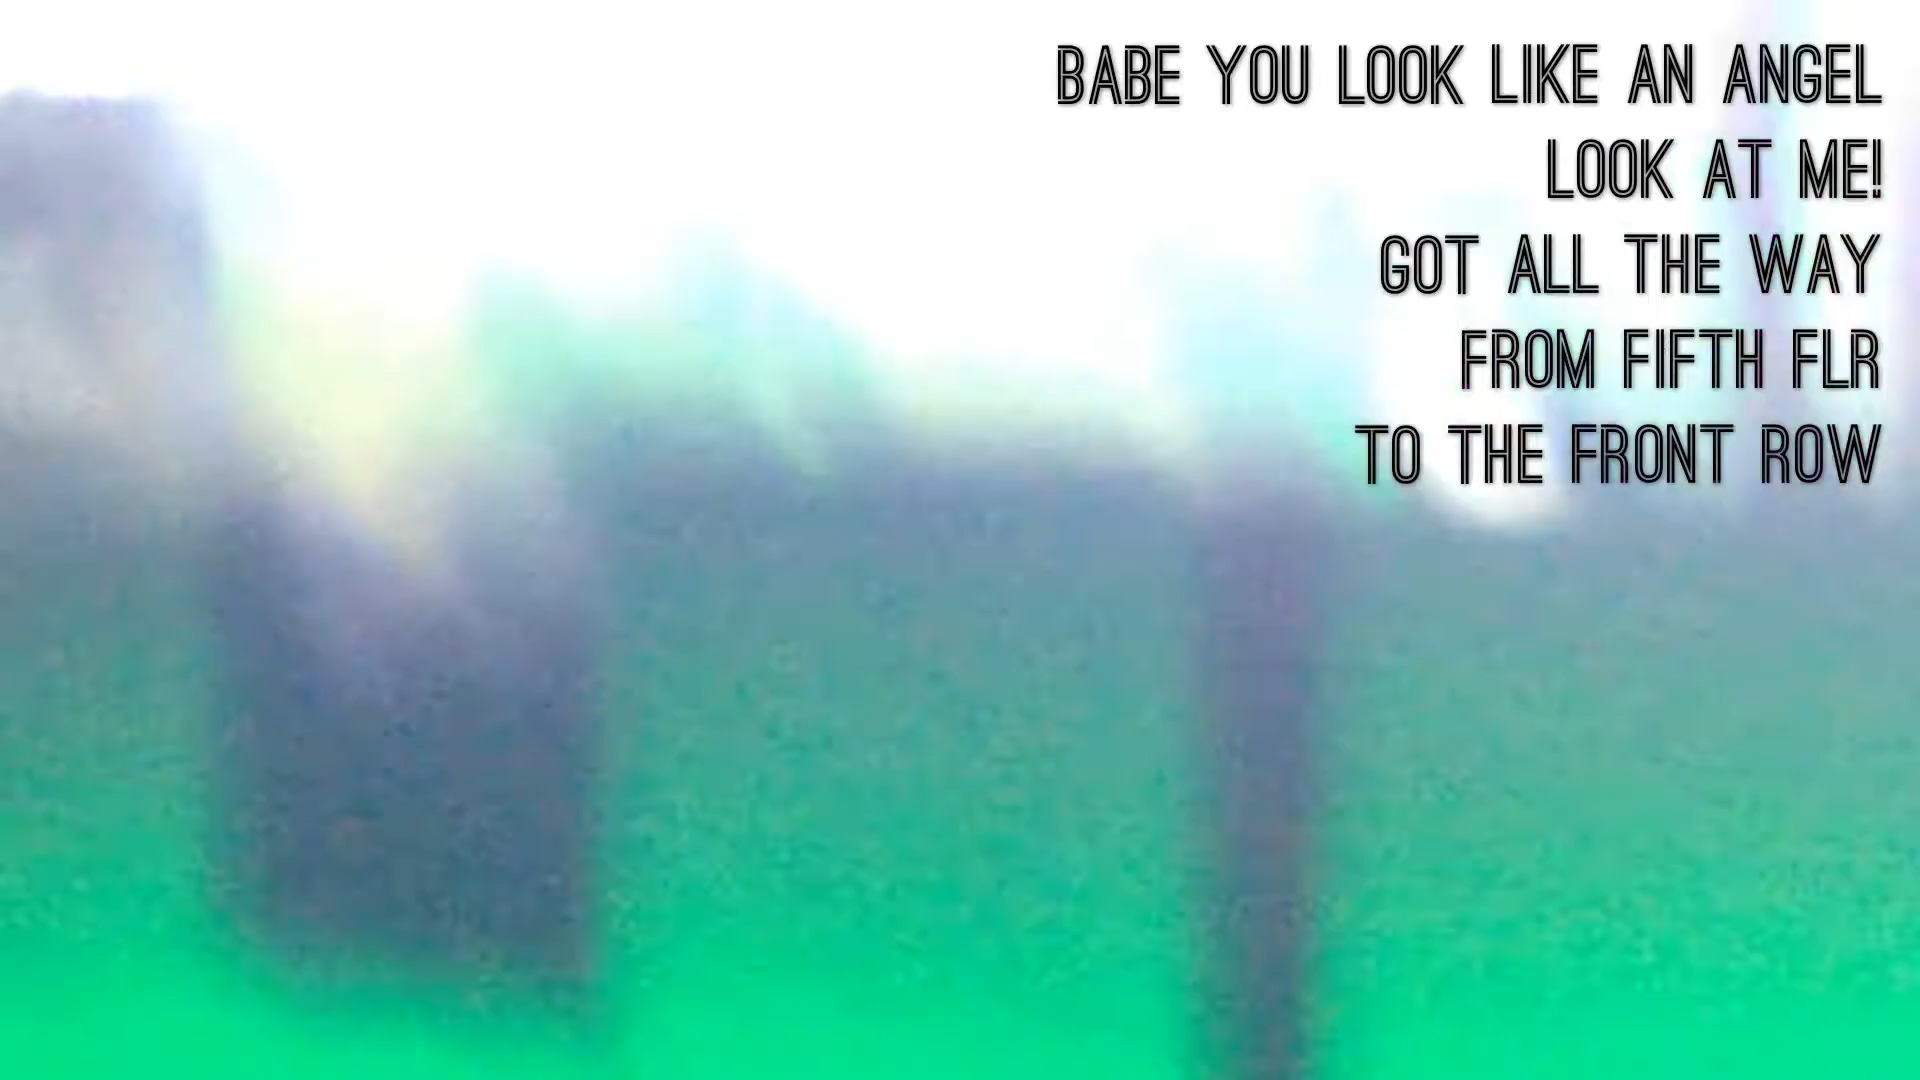 BABE YOU LOOK LIKE AN ANGEL
LOOK AT ME!
GOT ALL THE WAY
FROM FIFTH FLR
TO THE FRONT ROW